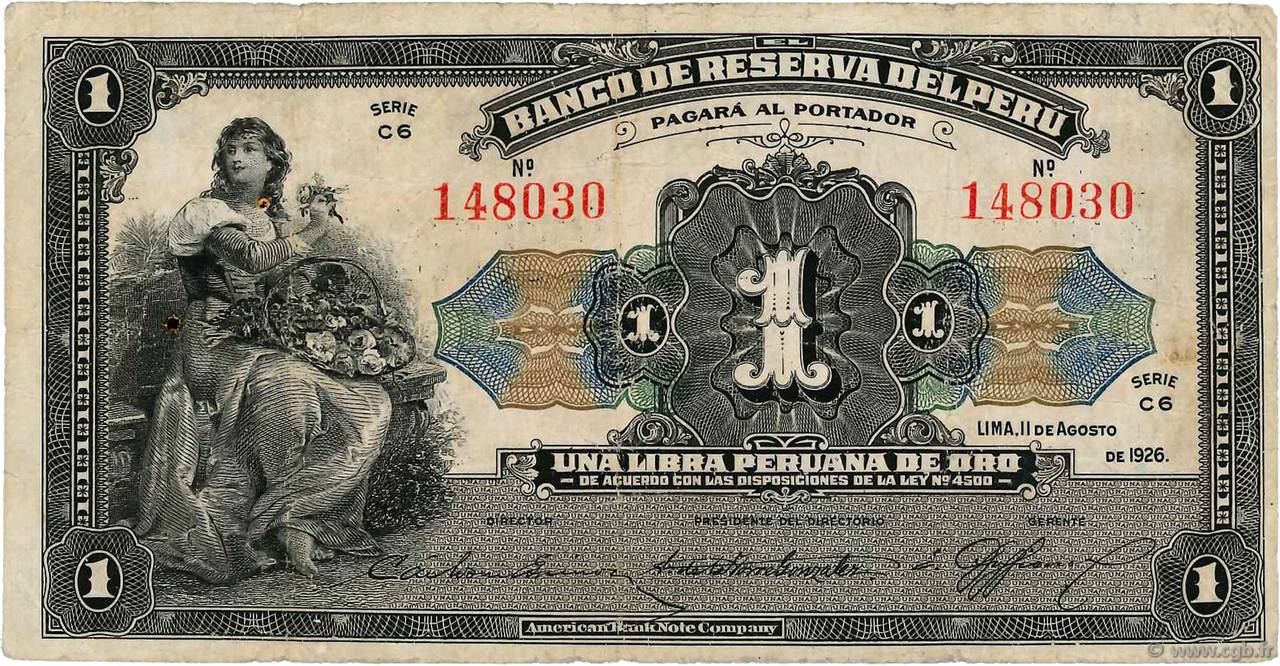 1
EL
1
BANCO DE RESERVA DEL PERÚ
PAGARÁ AL PORTADOR
SERIE
C6
Nº
148030
Nº
148030
1
1
1
SERIE
C6
LIMA, 11 DE AGOSTO
DE 1926.
UNA LIBRA PERUANA DE ORO
— DE ACUERDO CON LAS DISPOSICIONES DE LA LEY Nº 4500 —
DIRECTOR
PRESIDENTE DEL DIRECTORIO
GERENTE
1
1
American Bank Note Company
© www.cgb.fr